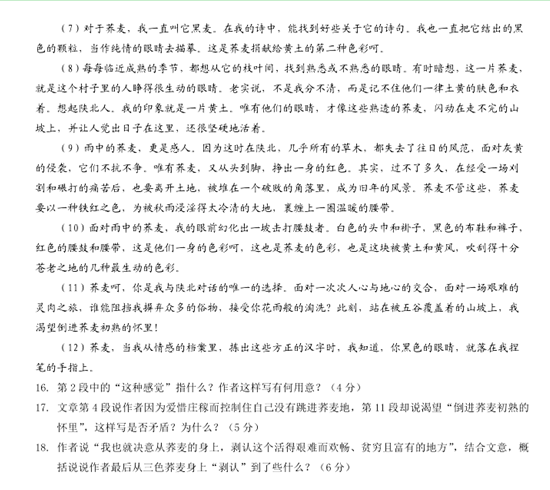 （7）对于荞麦，我一直叫它黑麦。在我的诗中，能找到好些关于它的诗句。我也一直把它结出的黑
色的颗粒，当作纯情的眼睛去描摹。这是荞麦捐献给黄土的第二种色彩呵。
（8）每每临近成熟的季节，都想从它的枝叶间，找到熟悉或不熟悉的眼睛。有时暗想，这一片荞麦，
就是这个村子里的人睁得很生动的眼睛。老实说，不是我分不清，而是记不住他们一律土黄的肤色和衣
着。想起陕北人，我的印象就是一片黄土。唯有他们的眼睛，才像这些熟透的荞麦，闪动在走不完的山
坡上，并让人觉出日子在这里，还很坚硬地活着。
（9）雨中的荞麦，更是感人。因为这时在陕北，几乎所有的草木，都失去了往日的风范，面对灰黄
的侵袭，它们不抗不争。唯有荞麦，又从头到脚，挣出一身的红色。其实，过不了多久，在经受一场刈
割和碾打的痛苦后，也要离开土地，被堆在一个破败的角落里，成为旧年的风景。荞麦不管这些，荞麦
要以一种铁红之色，为被秋雨浸淫得太冷清的大地，裹缠上一圈温暖的腰带。
（10）面对雨中的荞麦，我的眼前幻化出一坡击打腰鼓者。白色的头巾和褂子，黑色的布鞋和裤子，
红色的腰鼓和腰带，这是他们一身的色彩呵，这也是荞麦的色彩，也是这块被黄土和黄风，吹刮得十分
苍老之地的几种最生动的色彩。
（11）荞麦呵，你是我与陕北对话的唯一的选择。面对一次次人心与地心的交合，面对一场艰难的
灵肉之旅，谁能阻挡我摒弃众多的俗物，接受你花雨般的淘洗？此刻，站在被五谷覆盖着的山坡上，我
渴望倒进荞麦初熟的怀里！
（12）荞麦，当我从情感的档案里，拣出这些方正的汉字时，我知道，你黑色的眼睛，就落在我捏
笔的手指上。
16. 第2段中的“这种感觉”指什么？作者这样写有何用意？（4分）
17. 文章第4段说作者因为爱惜庄稼而控制住自己没有跳进荞麦地，第11段却说渴望“倒进荞麦初熟的
怀里”，这样写是否矛盾？为什么？（5分）
18. 作者说“我也就决意从荞麦的身上，剥认这个活得艰难而欢畅、贫穷且富有的地方”，结合文意，概
括说说作者最后从三色荞麦身上“剥认”到了些什么？（6分）